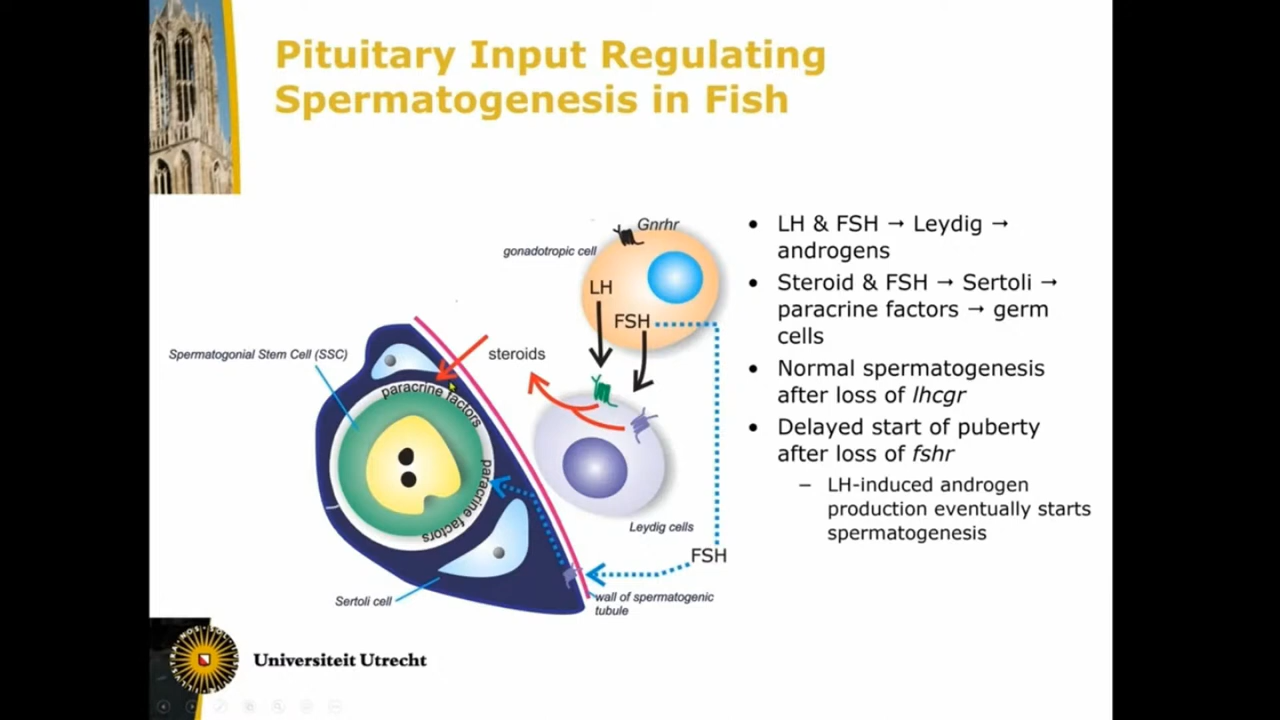 Pituitary Input Regulating
Spermatogenesis in Fish
Gnrhr
gonadotropic cell
LH
FSH
Spermatogonial Stem Cell (SSC)
steroids
paracrine factors
paracrine factors
Leydig cells
FSH
Sertoli cell
wall of spermatogenic
tubule
• LH & FSH → Leydig →
androgens
• Steroid & FSH → Sertoli →
paracrine factors → germ
cells
• Normal spermatogenesis
after loss of lhcgr
• Delayed start of puberty
after loss of fshr
– LH-induced androgen
production eventually starts
spermatogenesis
Universiteit Utrecht